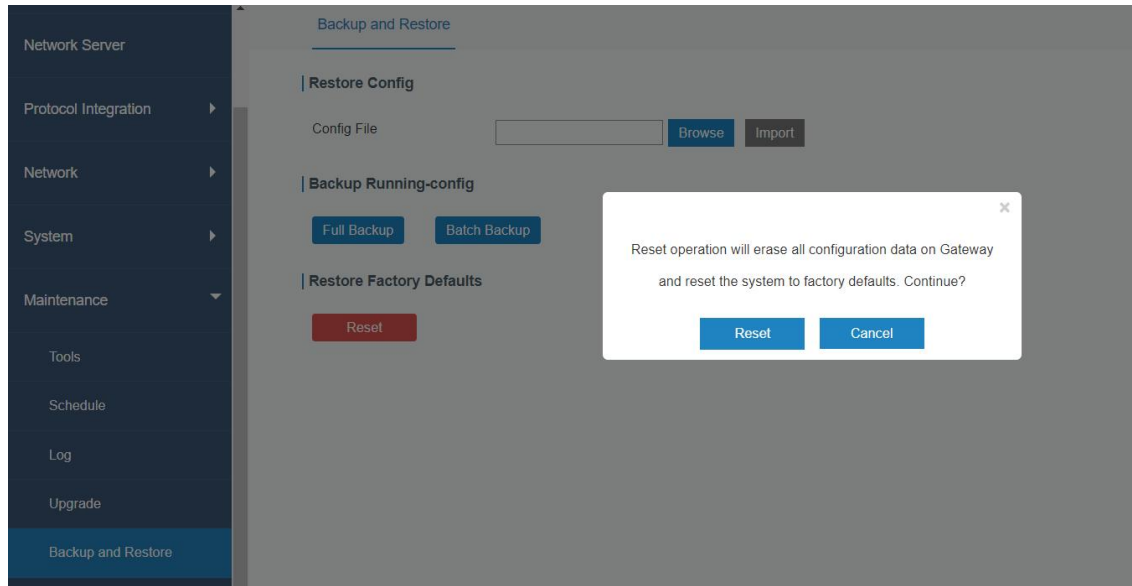 Network Server
Protocol Integration
Network
System
Maintenance
Tools
Schedule
Log
Upgrade
Backup and Restore
Backup and Restore
Restore Config
Config File
Browse
Import
Backup Running-config
Full Backup
Batch Backup
Restore Factory Defaults
Reset
Reset operation will erase all configuration data on Gateway
and reset the system to factory defaults. Continue?
Reset
Cancel